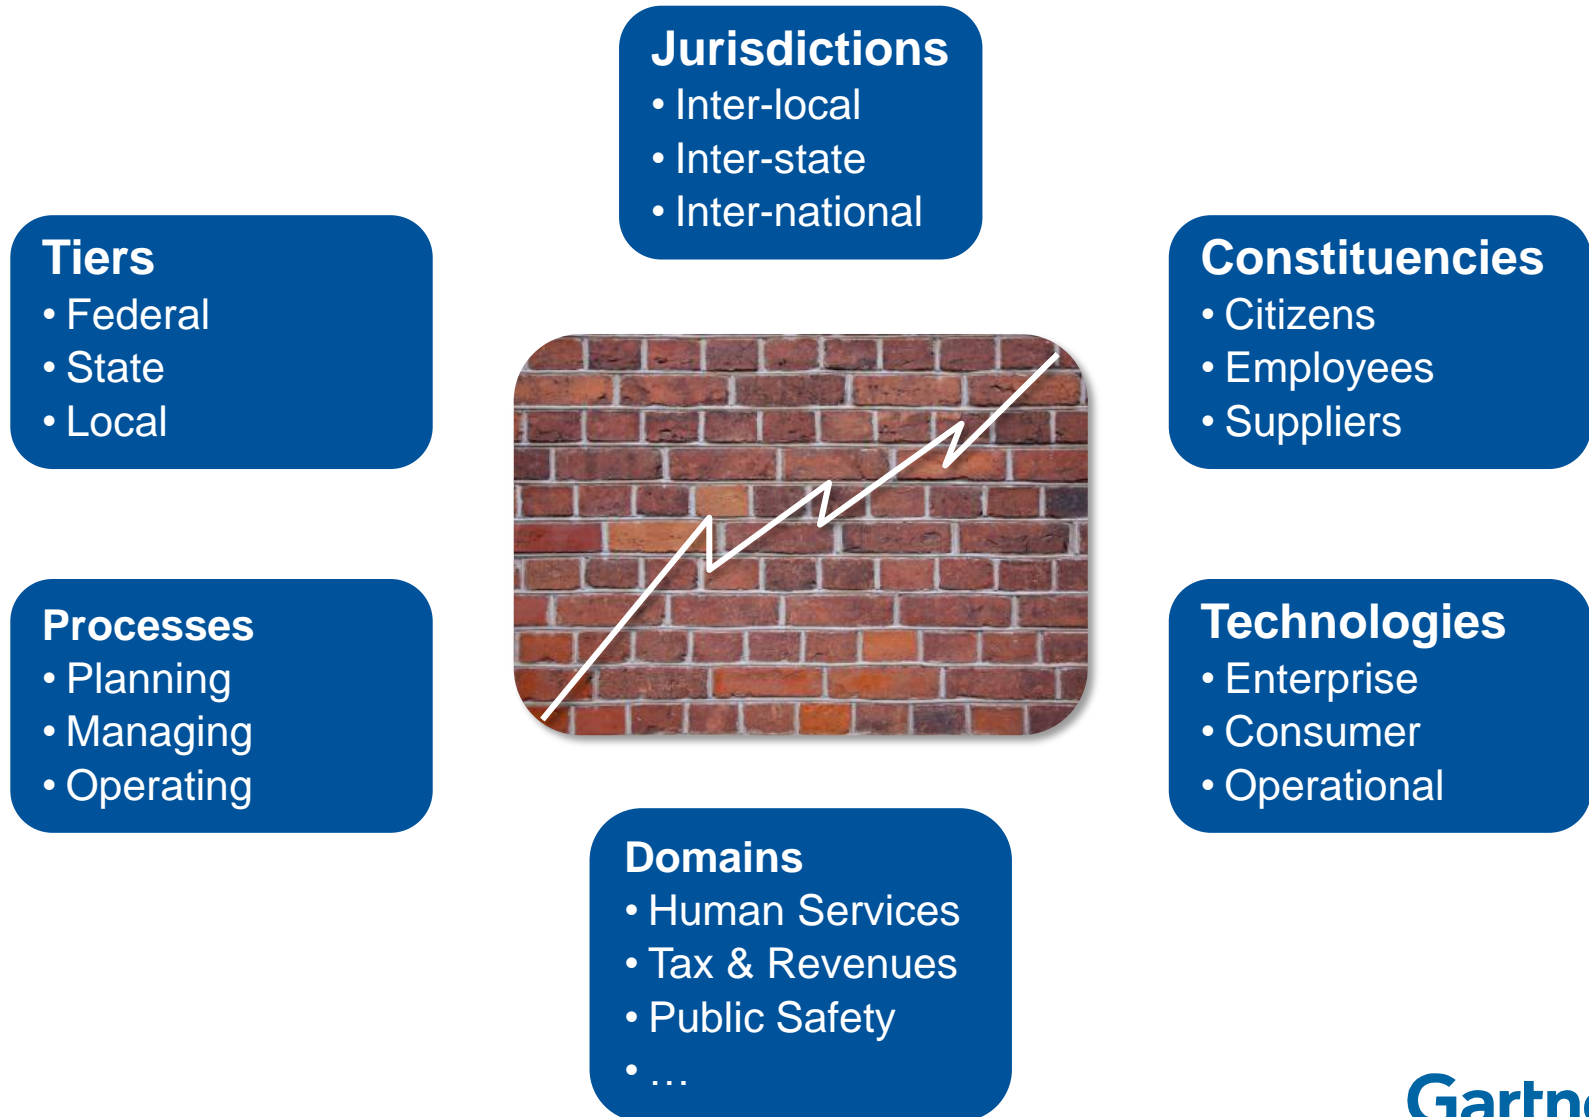 Jurisdictions
• Inter-local
• Inter-state
• Inter-national
Tiers
• Federal
• State
• Local
Constituencies
• Citizens
• Employees
• Suppliers
Processes
• Planning
• Managing
• Operating
Technologies
• Enterprise
• Consumer
• Operational
Domains
• Human Services
• Tax & Revenues
• Public Safety
• …